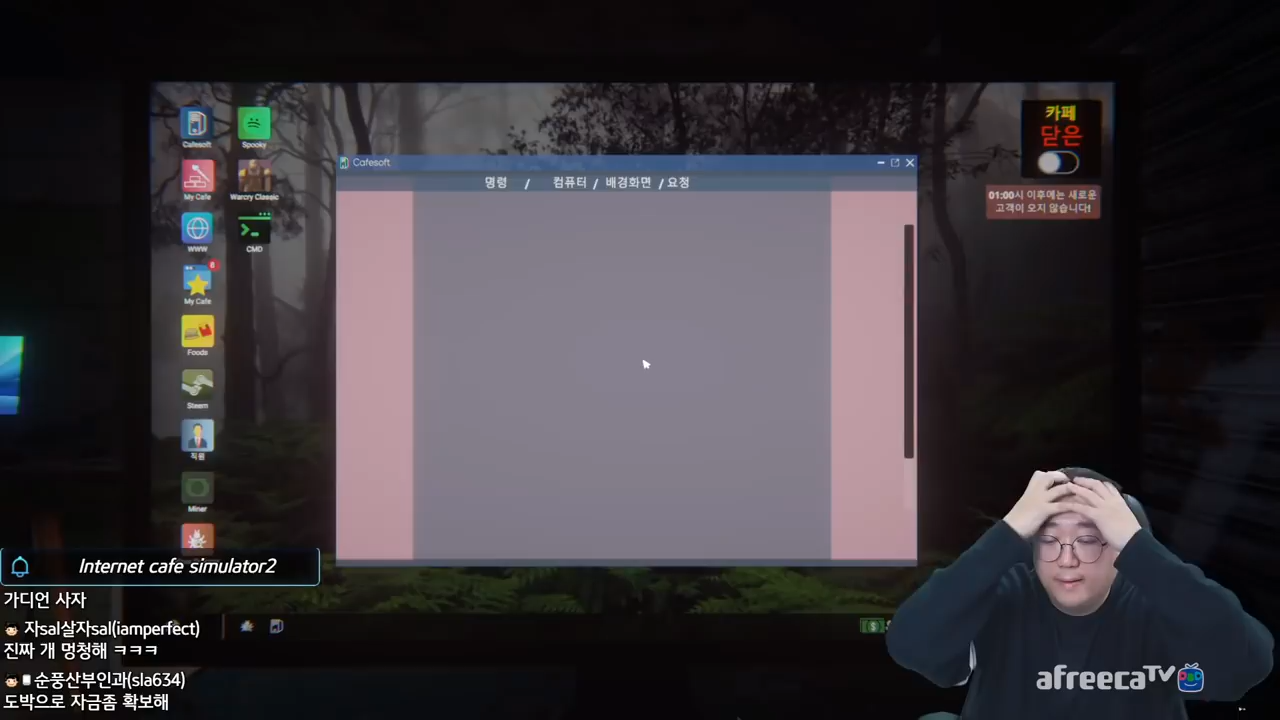 Cafesoft
Spooky
My Cafe
Warcry Classic
WWW
CMD
My Cafe
8
Foods
Steam
직원
Miner
Cafesoft
명령 / 컴퓨터 / 배경화면 / 요청
카페
닫은
01:00시 이후에는 새로운
고객이 오지 않습니다!
Internet cafe simulator2
가디언 사자
자sal살자sal(iamperfect)
진짜 개 멍청해 ㅋㅋㅋ
순풍산부인과(sla634)
도박으로 자금좀 확보해
afreecaTV